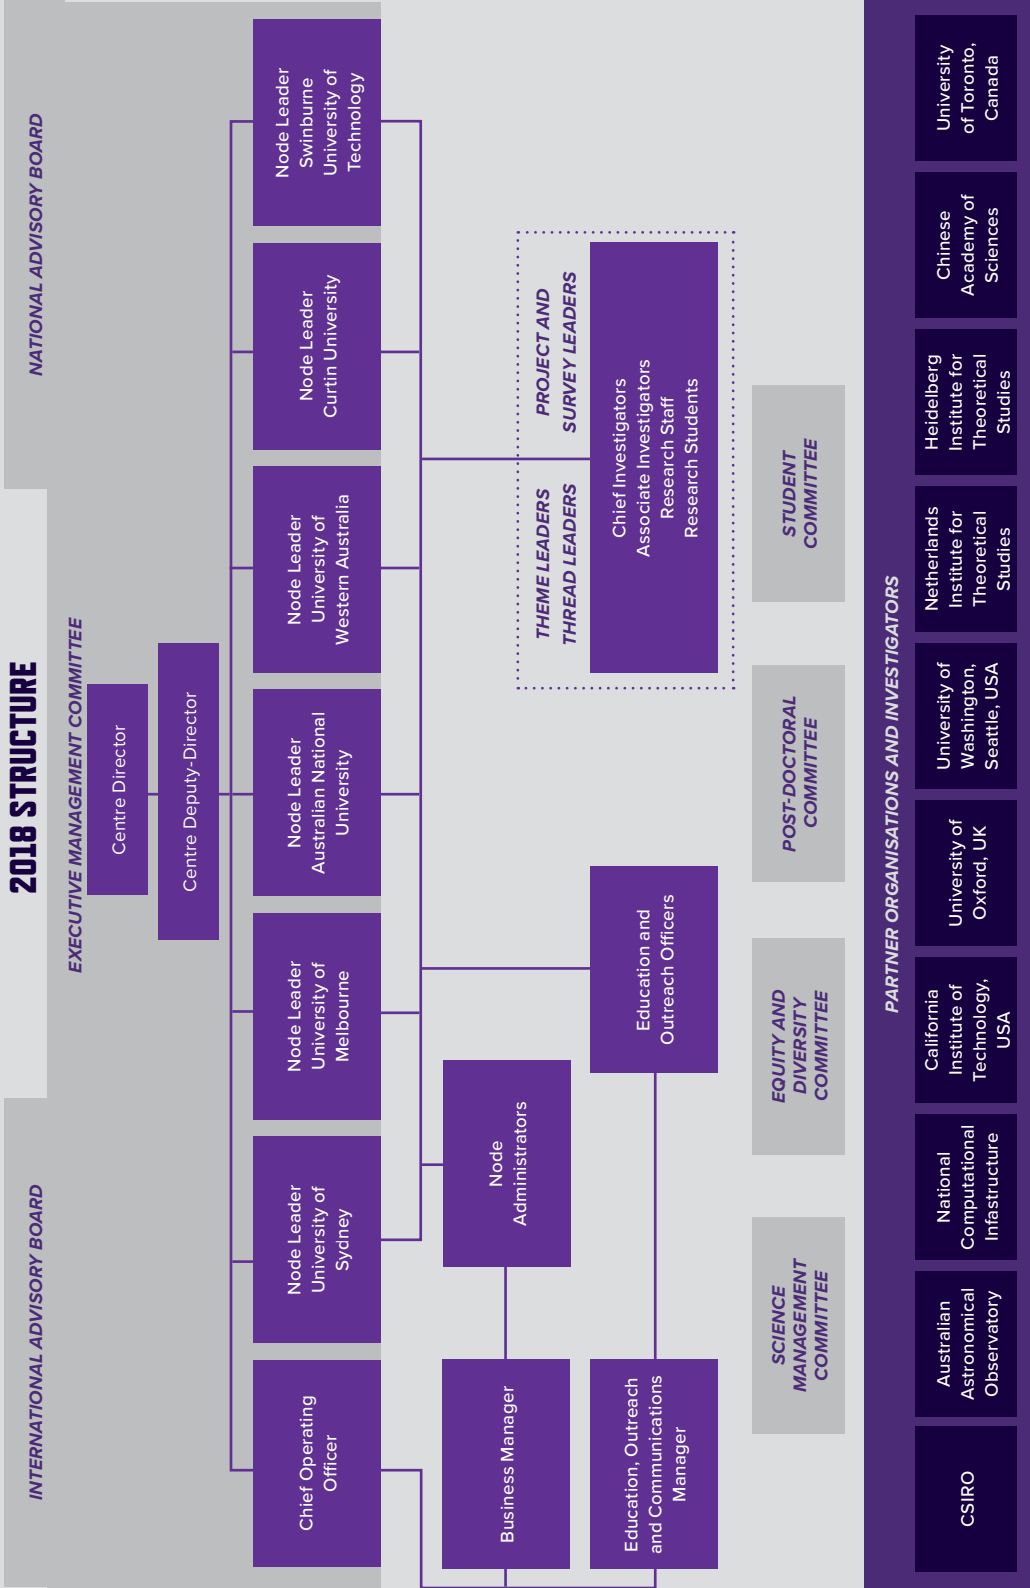 2018 STRUCTURE
INTERNATIONAL ADVISORY BOARD
NATIONAL ADVISORY BOARD
EXECUTIVE MANAGEMENT COMMITTEE
Centre Director
Centre Deputy-Director
Chief Operating
Officer
Node Leader
University of
Sydney
Node Leader
University of
Melbourne
Node Leader
Australian National
University
Node Leader
University of
Western Australia
Node Leader
Curtin University
Node Leader
Swinburne
University of
Technology
Business Manager
Node
Administrators
THEME LEADERS
THREAD LEADERS
PROJECT AND
SURVEY LEADERS
Education, Outreach
and Communications
Manager
Education and
Outreach Officers
Chief Investigators
Associate Investigators
Research Staff
Research Students
SCIENCE
MANAGEMENT
COMMITTEE
EQUITY AND
DIVERSITY
COMMITTEE
POST-DOCTORAL
COMMITTEE
STUDENT
COMMITTEE
PARTNER ORGANISATIONS AND INVESTIGATORS
CSIRO
Australian
Astronomical
Observatory
National
Computational
Infastructure
California
Institute of
Technology,
USA
University of
Oxford, UK
University of
Washington,
Seattle, USA
Netherlands
Institute for
Theoretical
Studies
Heidelberg
Institute for
Theoretical
Studies
Chinese
Academy of
Sciences
University
of Toronto,
Canada